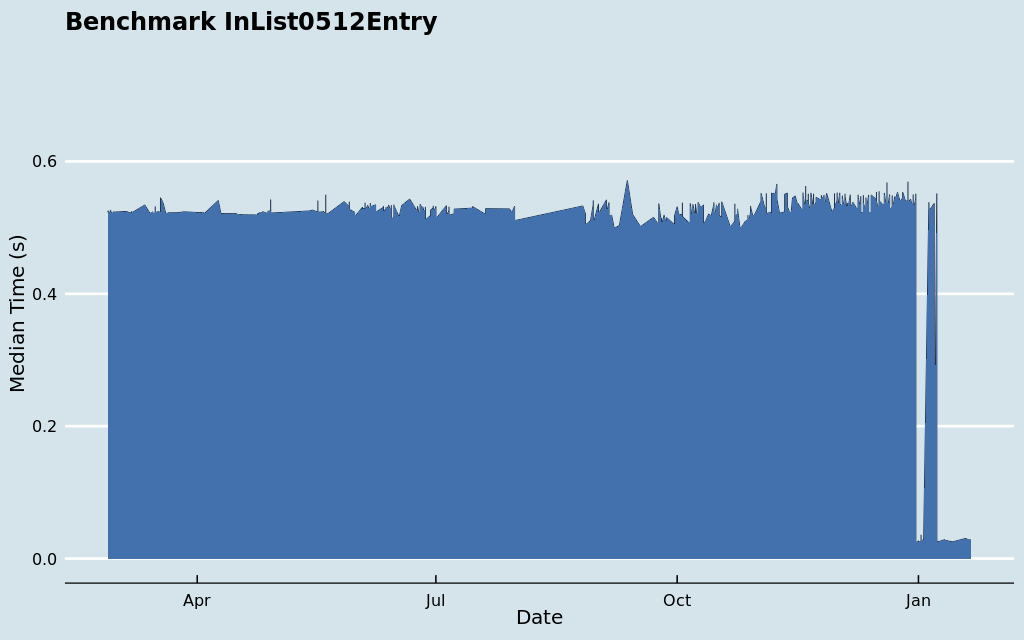 Benchmark InList0512Entry
0.6
0.4
0.2
0.0
Median Time (s)
Apr
Jul
Oct
Jan
Date